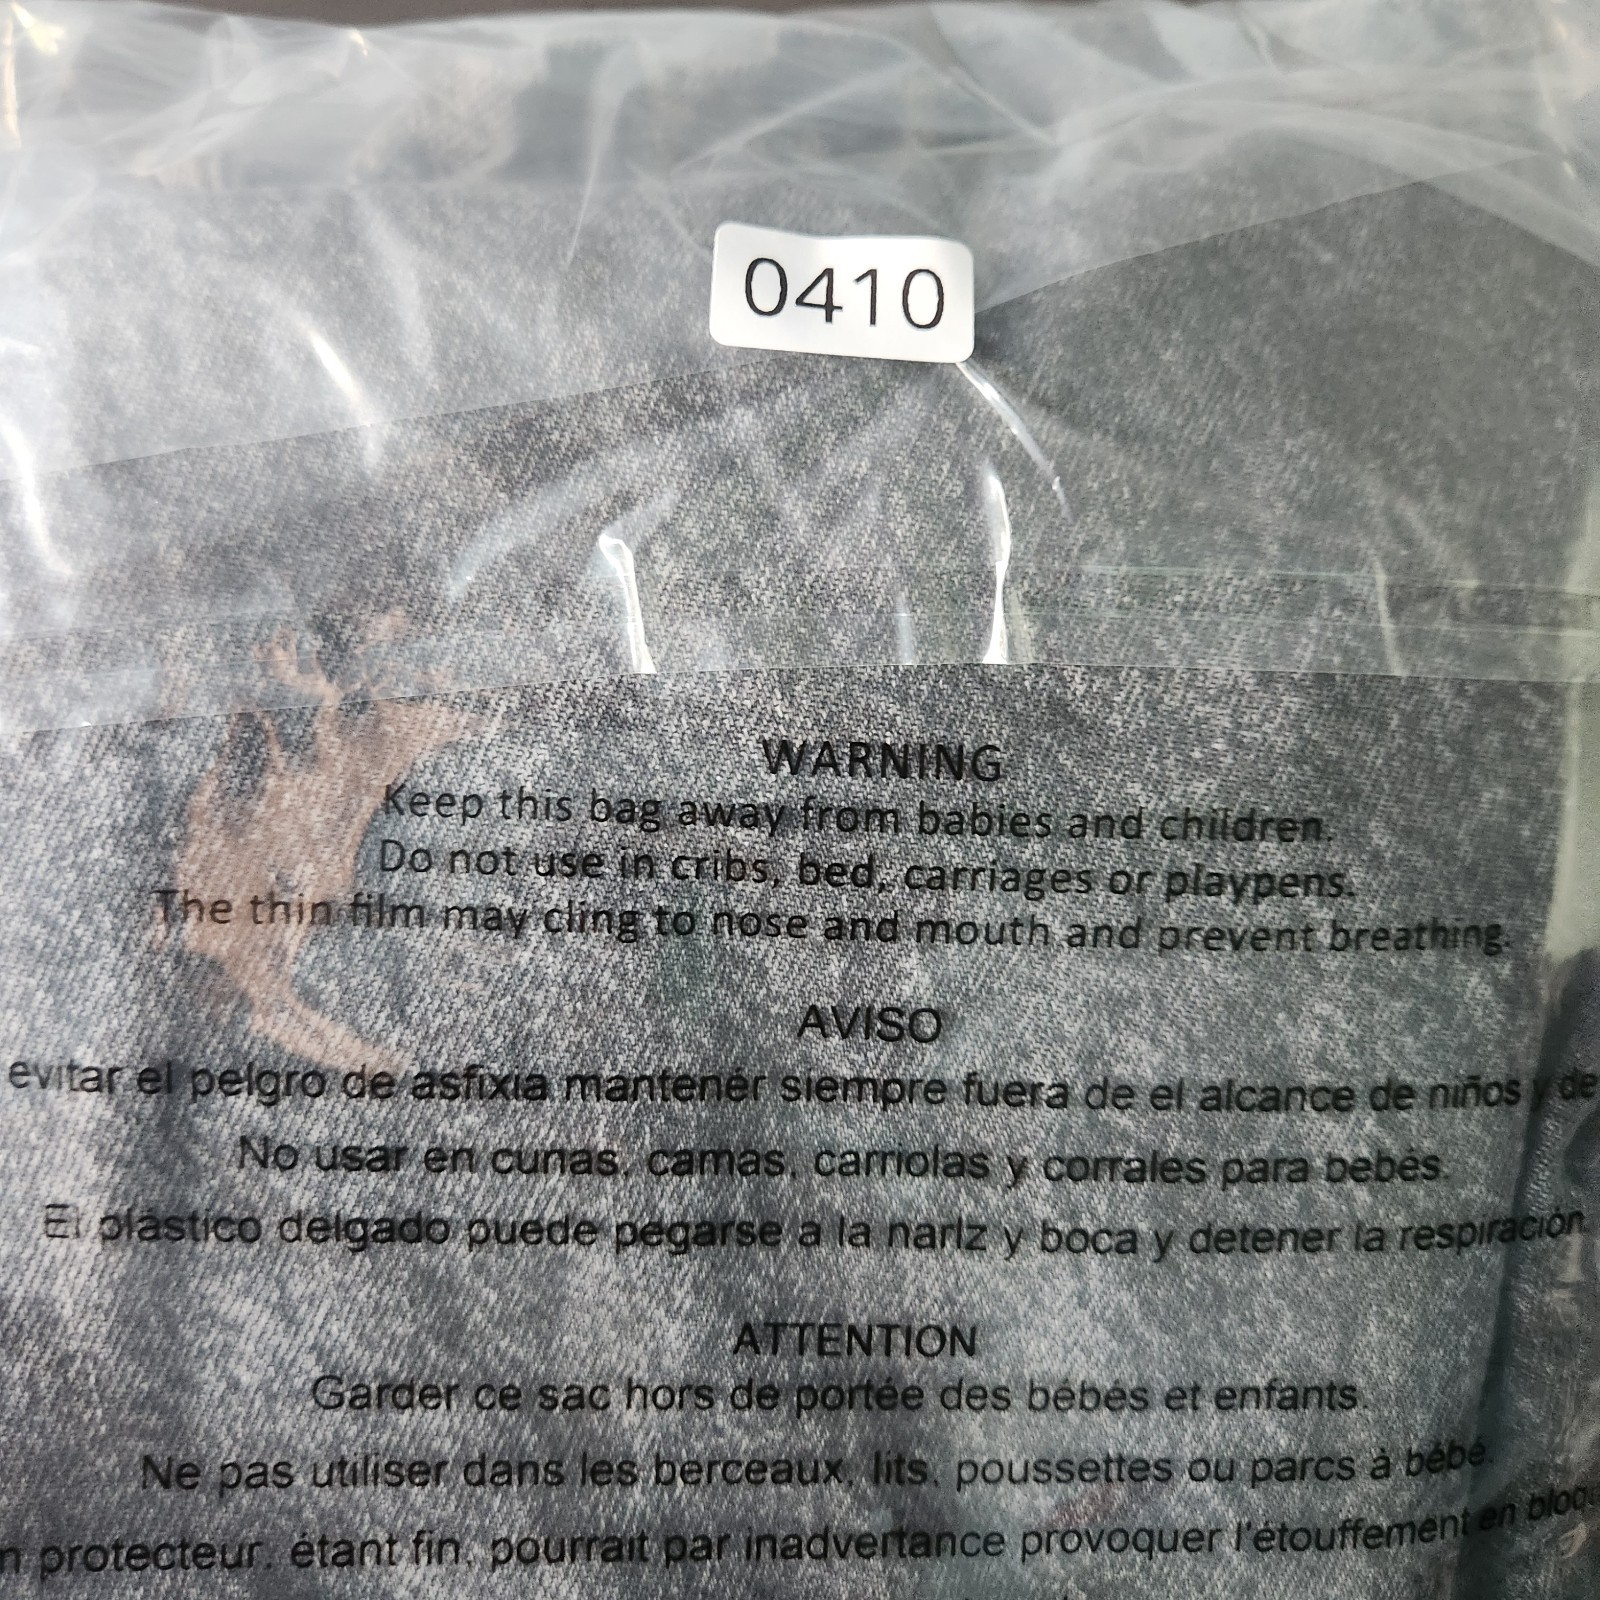 0410
WARNING
Keep this bag away from babies and children.
Do not use in cribs, bed, carriages or playpens.
The thin film may cling to nose and mouth and prevent breathing.
AVISO
evitar el pelgro de asfixia mantener siempre fuera de el alcance de niños y de
No usar en cunas, camas, carriolas y corrales para bebés.
El plástico delgado puede pegarse a la narlz y boca y detener la respiración
ATTENTION
Garder ce sac hors de portée des bébés et enfants.
Ne pas utiliser dans les berceaux, lits, poussettes ou parcs à bébé.
protecteur, étant fin, pourrait par inadvertance provoquer l'étouffement en